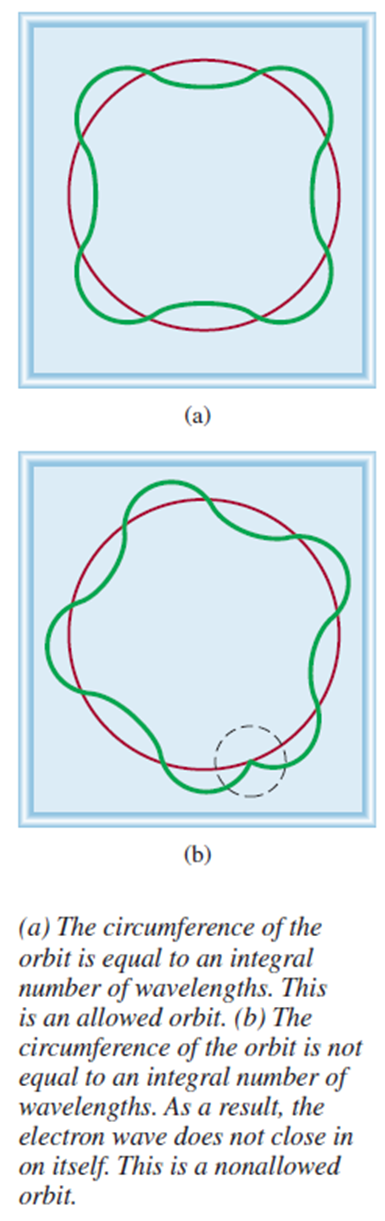 (a)
(b)
(a) The circumference of the
orbit is equal to an integral
number of wavelengths. This
is an allowed orbit. (b) The
circumference of the orbit is not
equal to an integral number of
wavelengths. As a result, the
electron wave does not close in
on itself. This is a nonallowed
orbit.